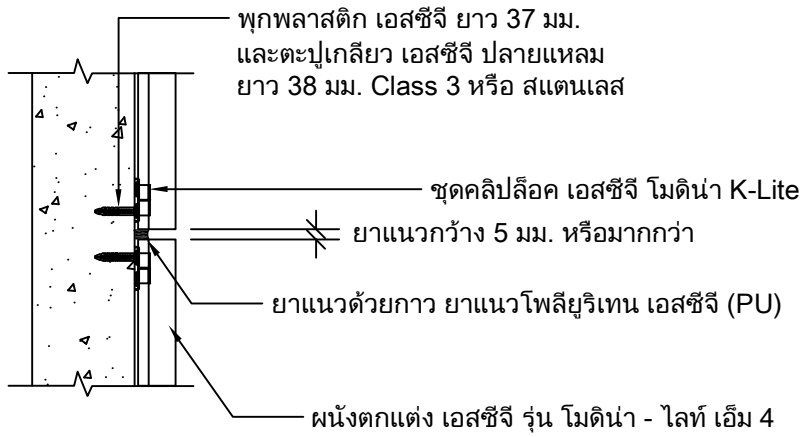 พุกพลาสติก เอสซีจี ยาว 37 มม.
และตะปูเกลียว เอสซีจี ปลายแหลม
ยาว 38 มม. Class 3 หรือ สแตนเลส
ชุดคลิปล็อค เอสซีจี โมดิน่า K-Lite
ยาแนวกว้าง 5 มม. หรือมากกว่า
ยาแนวด้วยกาว ยาแนวโพลียูริเทน เอสซีจี (PU)
ผนังตกแต่ง เอสซีจี รุ่น โมดิน่า - ไลท์ เอ็ม 4